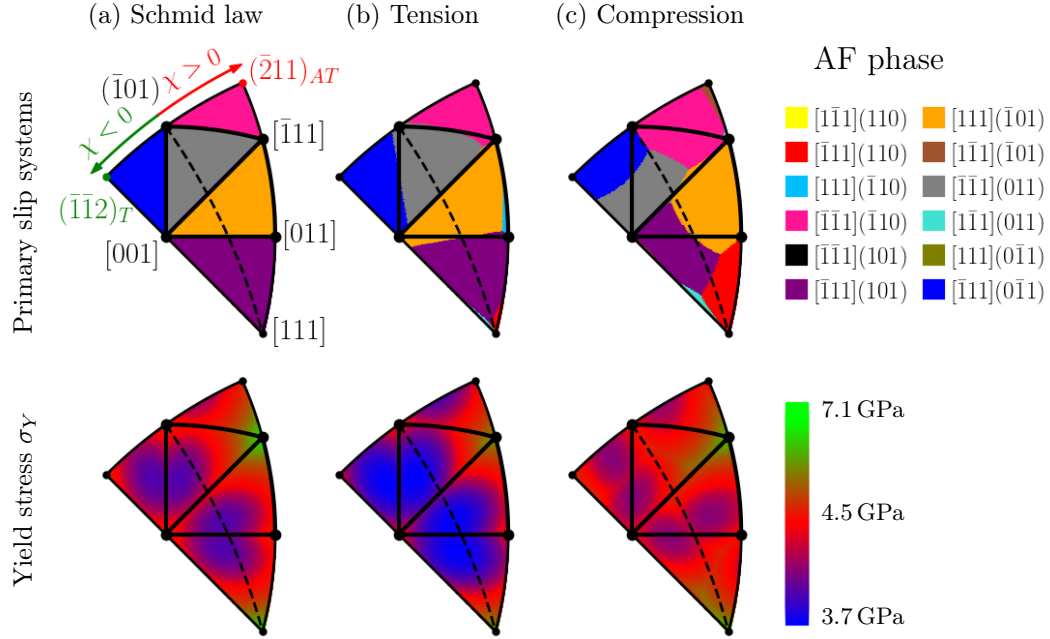 (a) Schmid law
(b) Tension
(c) Compression
Primary slip systems
χ < 0
χ > 0
(2̄11)_AT
(1̄01)
[1̄11]
(1̄1̄2)_T
[001]
[011]
[111]
AF phase
[11̄1](110)
[111](1̄01)
[1̄11](110)
[11̄1](1̄01)
[111](1̄10)
[1̄1̄1](011)
[1̄1̄1](1̄10)
[11̄1](011)
[1̄1̄1](101)
[111](01̄1)
[1̄11](101)
[1̄11](01̄1)
Yield stress σ_Y
7.1 GPa
4.5 GPa
3.7 GPa